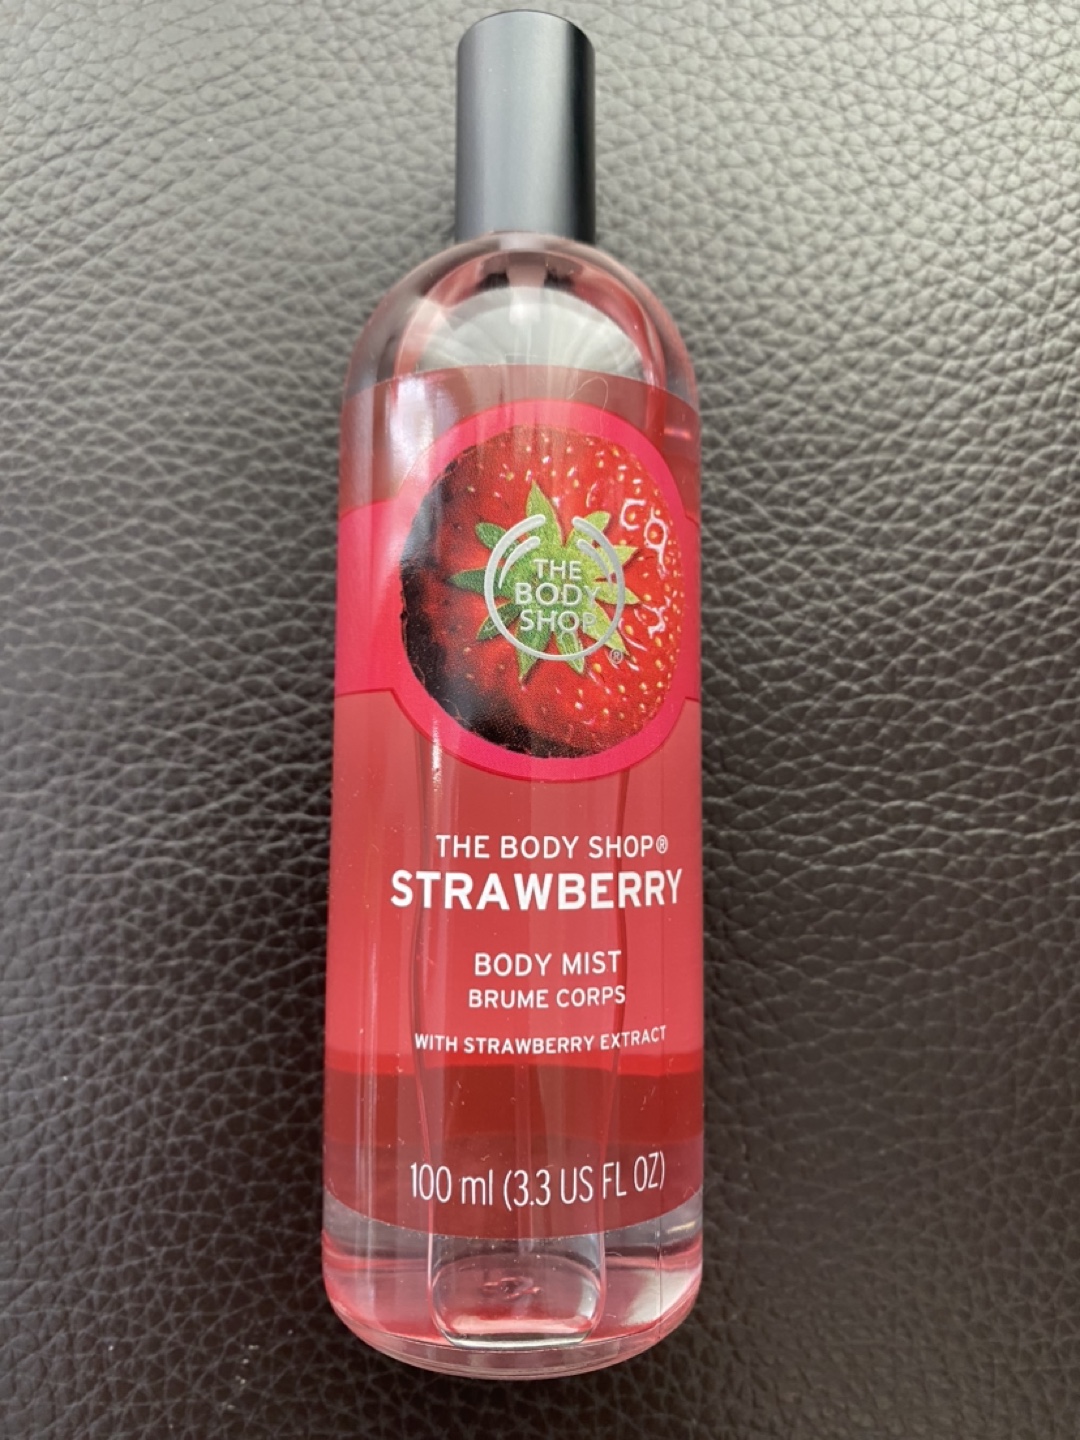 THE
BODY
SHOP
®
THE BODY SHOP®
STRAWBERRY
BODY MIST
BRUME CORPS
WITH STRAWBERRY EXTRACT
100 ml (3.3 US FL OZ)